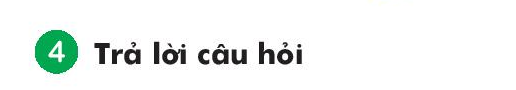 4 Trả lời câu hỏi